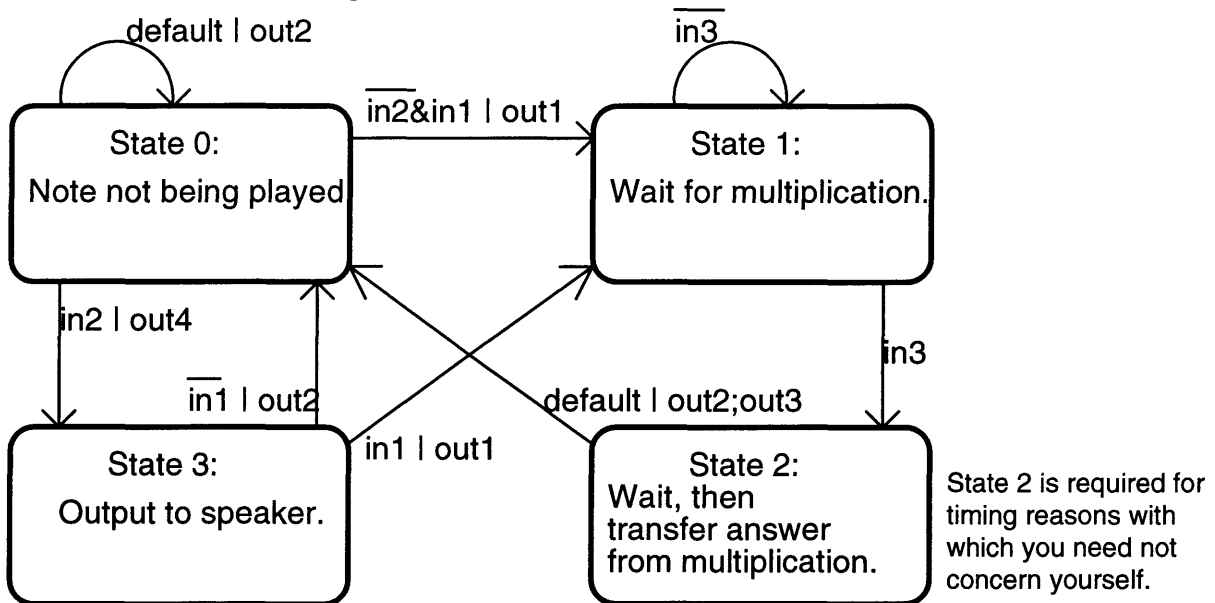 default | out2
in3
in2&in1 | out1
State 0:
Note not being played.
State 1:
Wait for multiplication.
in2 | out4
in3
in1 | out2
default | out2;out3
in1 | out1
State 3:
Output to speaker.
State 2:
Wait, then
transfer answer
from multiplication.
State 2 is required for
timing reasons with
which you need not
concern yourself.